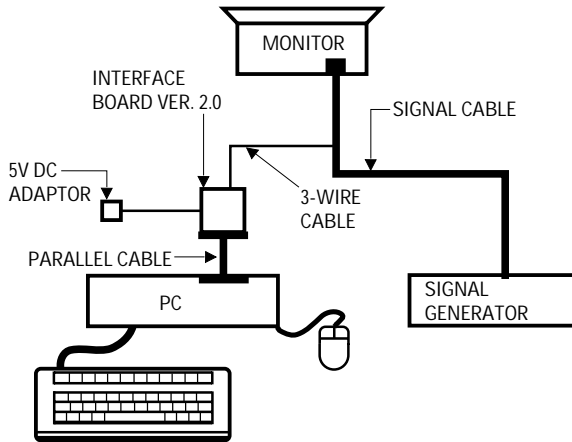 MONITOR
INTERFACE
BOARD VER. 2.0
SIGNAL CABLE
5V DC
ADAPTOR
3-WIRE
CABLE
PARALLEL CABLE
PC
SIGNAL
GENERATOR